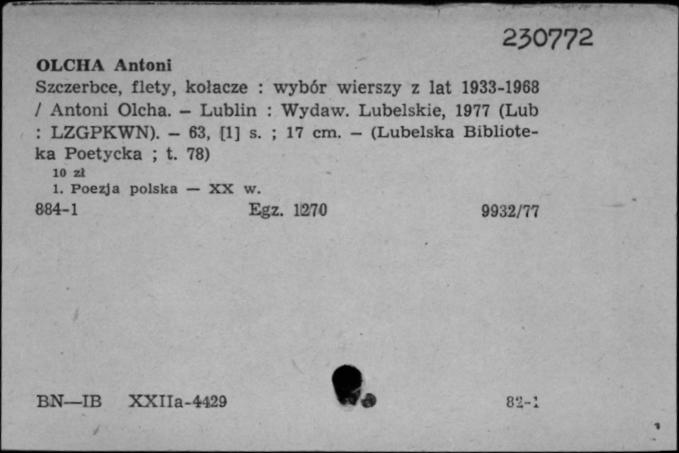 230772
OLCHA Antoni
Szczerbce, flety, kołacze : wybór wierszy z lat 1933-1968
/ Antoni Olcha. — Lublin : Wydaw. Lubelskie, 1977 (Lub
: LZGPKWN). — 63, [1] s. ; 17 cm. — (Lubelska Bibliote-
ka Poetycka ; t. 78)
10 zł
1. Poezja polska — XX w.
884-1 Egz. 1270 9932/77
BN—IB XXIIa-4429 82-1